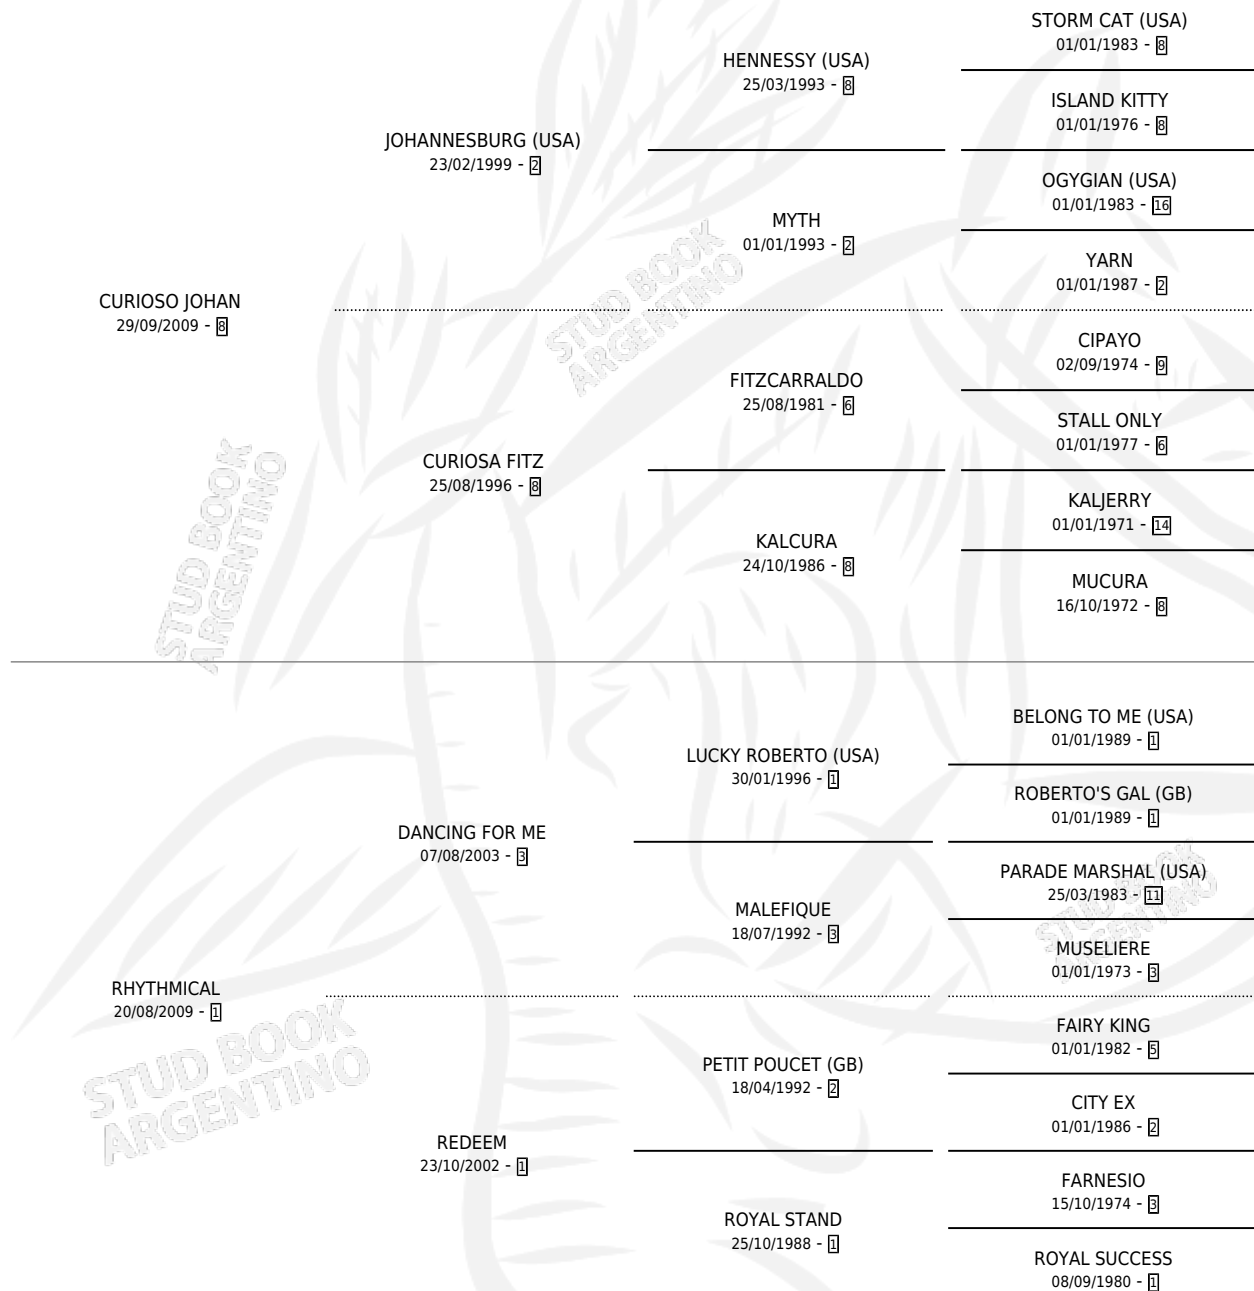 STORM CAT (USA)
01/01/1983 - 8
HENNESSY (USA)
25/03/1993 - 8
ISLAND KITTY
01/01/1976 - 8
JOHANNESBURG (USA)
23/02/1999 - 2
OGYGIAN (USA)
01/01/1983 - 16
MYTH
01/01/1993 - 2
YARN
01/01/1987 - 2
CURIOSO JOHAN
29/09/2009 - 8
CIPAYO
02/09/1974 - 9
FITZCARRALDO
25/08/1981 - 6
STALL ONLY
01/01/1977 - 6
CURIOSA FITZ
25/08/1996 - 8
KALJERRY
01/01/1971 - 14
KALCURA
24/10/1986 - 8
MUCURA
16/10/1972 - 8
BELONG TO ME (USA)
01/01/1989 - 1
LUCKY ROBERTO (USA)
30/01/1996 - 1
ROBERTO'S GAL (GB)
01/01/1989 - 1
DANCING FOR ME
07/08/2003 - 3
PARADE MARSHAL (USA)
25/03/1983 - 11
MALEFIQUE
18/07/1992 - 3
MUSELIERE
01/01/1973 - 3
RHYTHMICAL
20/08/2009 - 1
FAIRY KING
01/01/1982 - 5
PETIT POUCET (GB)
18/04/1992 - 2
CITY EX
01/01/1986 - 2
REDEEM
23/10/2002 - 1
FARNESIO
15/10/1974 - 3
ROYAL STAND
25/10/1988 - 1
ROYAL SUCCESS
08/09/1980 - 1
STUD BOOK
ARGENTINO
STUD BOOK
ARGENTINO
STUD BOOK
ARGENTINO
STUD BOOK
ARGENTINO